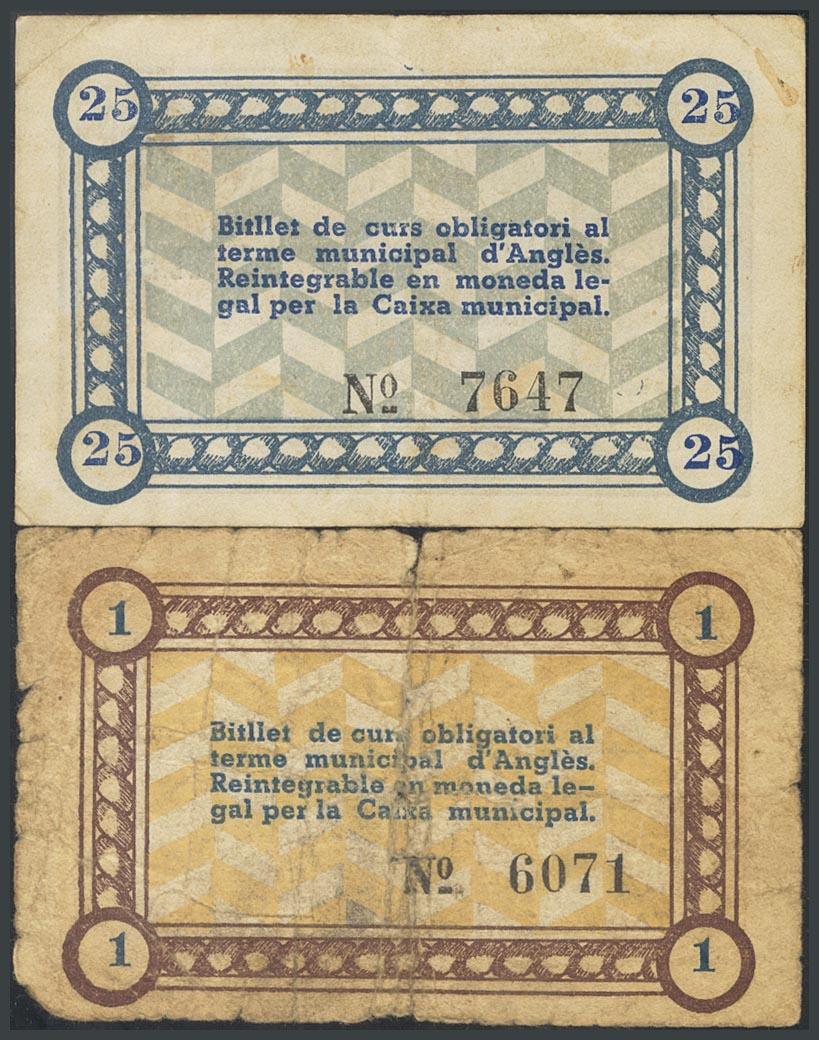 25 25
Bitllet de curs obligatori al
terme municipal d'Anglès.
Reintegrable en moneda le-
gal per la Caixa municipal.
Nº 7647
25 25
1 1
Bitllet de curs obligatori al
terme municipal d'Anglès.
Reintegrable en moneda le-
gal per la Caixa municipal.
Nº 6071
1 1